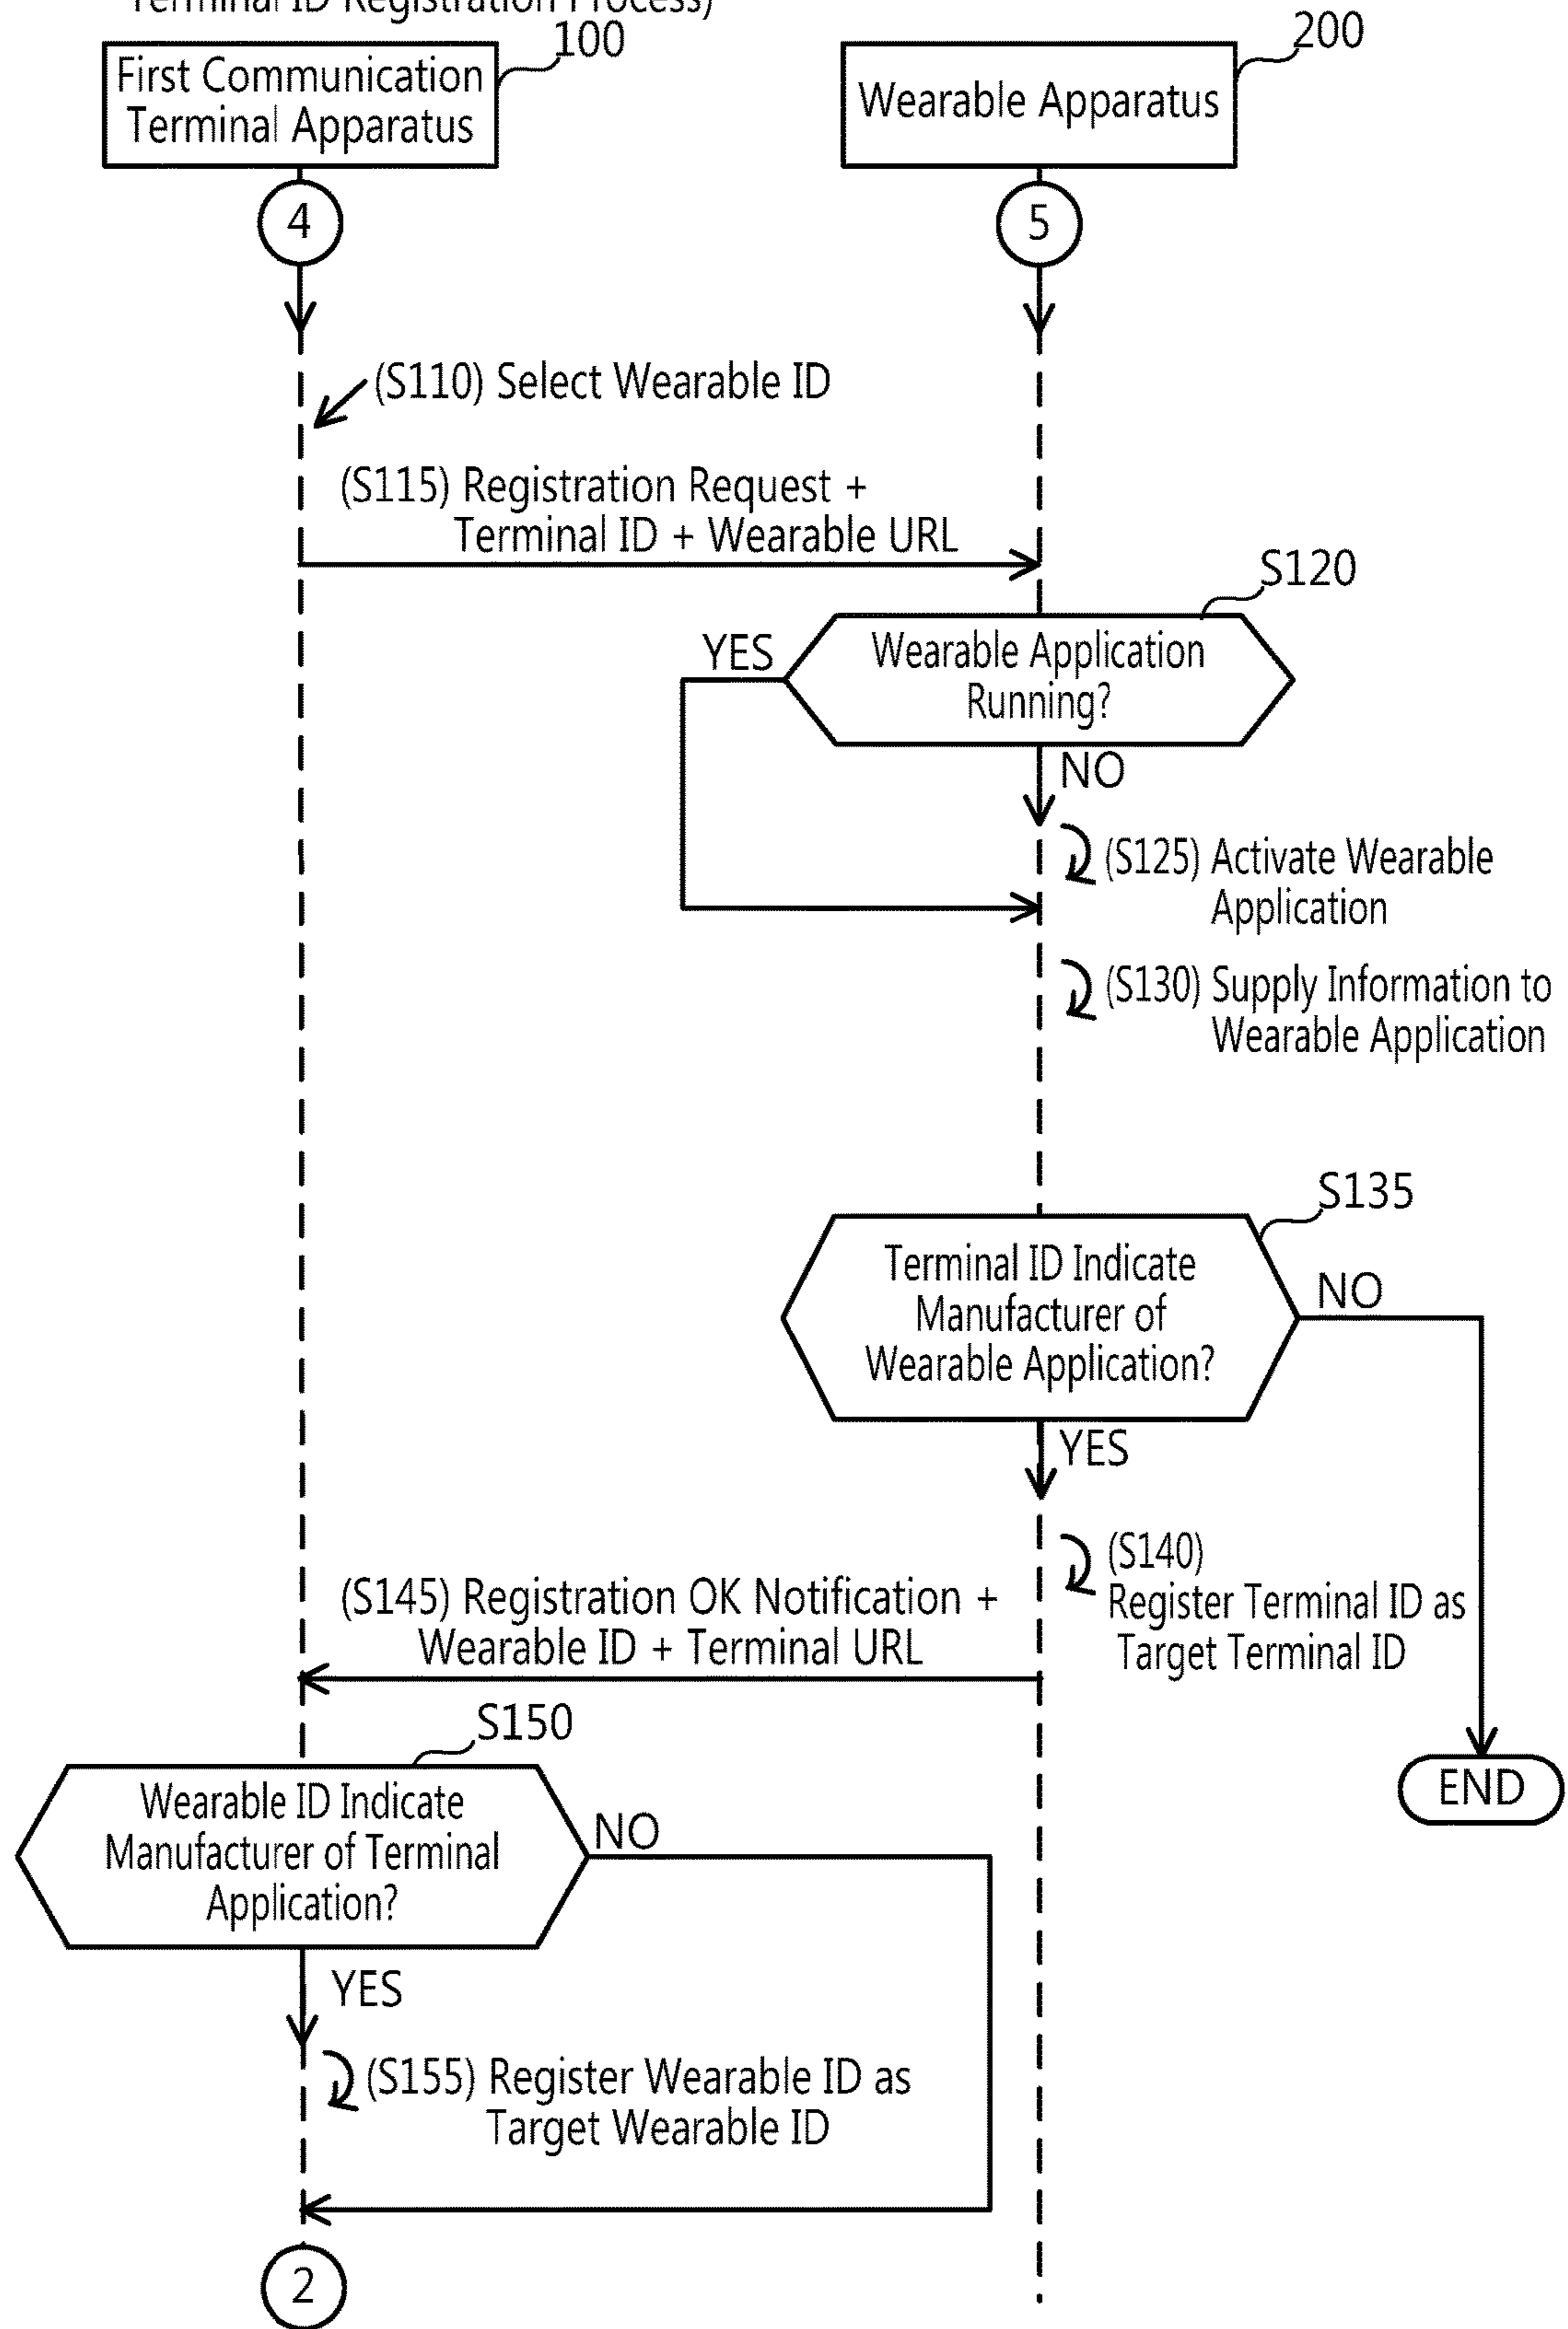 Terminal ID Registration Process)
100
200
First Communication
Terminal Apparatus
Wearable Apparatus
4
5
(S110) Select Wearable ID
(S115) Registration Request +
Terminal ID + Wearable URL
S120
YES
Wearable Application
Running?
NO
(S125) Activate Wearable
Application
(S130) Supply Information to
Wearable Application
S135
Terminal ID Indicate
Manufacturer of
Wearable Application?
NO
YES
(S140)
Register Terminal ID as
Target Terminal ID
(S145) Registration OK Notification +
Wearable ID + Terminal URL
S150
Wearable ID Indicate
Manufacturer of Terminal
Application?
NO
END
YES
(S155) Register Wearable ID as
Target Wearable ID
2